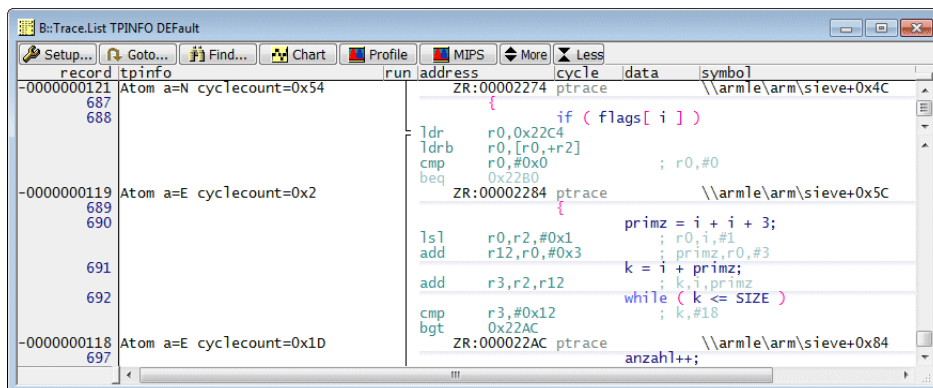 B::Trace.List TPINFO DEFault
Setup... Goto... Find... Chart Profile MIPS More Less
record tpinfo run address cycle data symbol
-0000000121 Atom a=N cyclecount=0x54 ZR:00002274 ptrace \\armle\arm\sieve+0x4C
687 {
688 if ( flags[ i ] )
ldr r0,0x22C4
ldrb r0,[r0,+r2]
cmp r0,#0x0 ; r0,#0
beq 0x22B0
-0000000119 Atom a=E cyclecount=0x2 ZR:00002284 ptrace \\armle\arm\sieve+0x5C
689 {
690 primz = i + i + 3;
lsl r0,r2,#0x1 ; r0,i,#1
add r12,r0,#0x3 ; primz,r0,#3
691 k = i + primz;
add r3,r2,r12 ; k,i,primz
692 while ( k <= SIZE )
cmp r3,#0x12 ; k,#18
bgt 0x22AC
-0000000118 Atom a=E cyclecount=0x1D ZR:000022AC ptrace \\armle\arm\sieve+0x84
697 anzahl++;